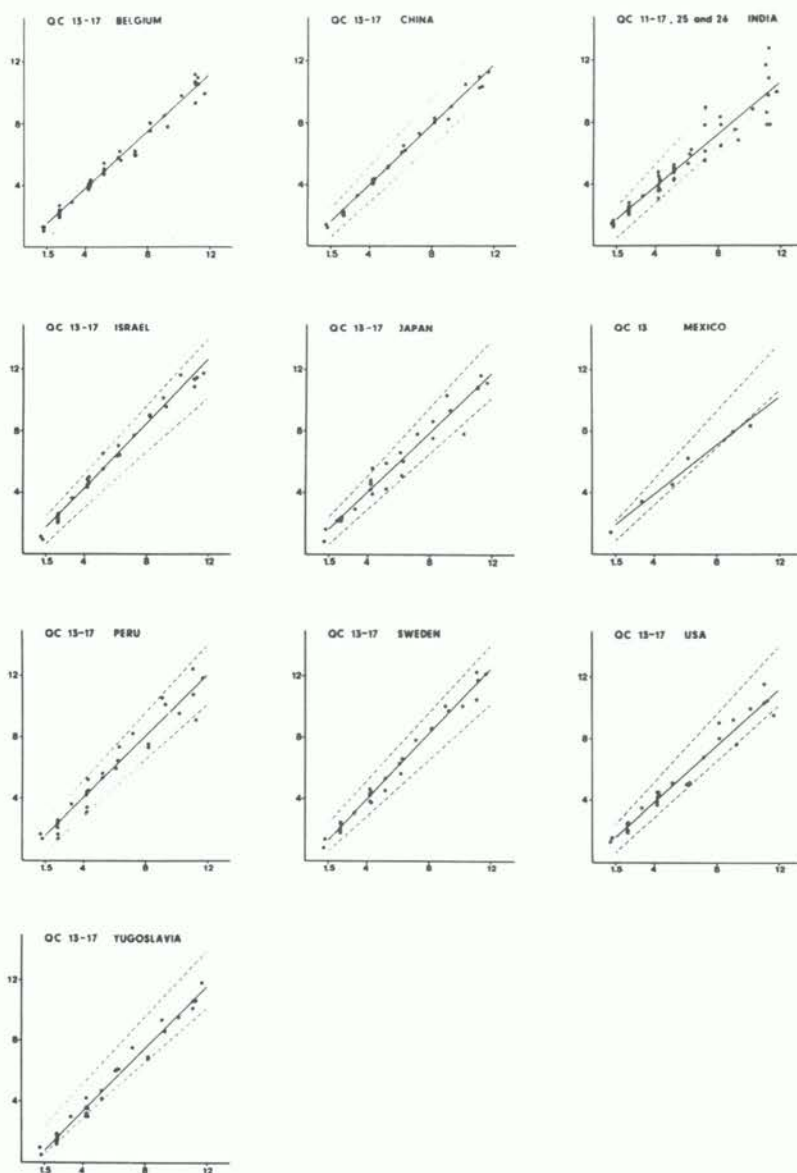 QC 13-17 BELGIUM
12
8
4
1.5 4 8 12
QC 13-17 CHINA
12
8
4
1.5 4 8 12
QC 11-17, 25 and 26 INDIA
12
8
4
1.5 4 8 12
QC 13-17 ISRAEL
12
8
4
1.5 4 8 12
QC 13-17 JAPAN
12
8
4
1.5 4 8 12
QC 13 MEXICO
12
8
4
1.5 4 8 12
QC 13-17 PERU
12
8
4
1.5 4 8 12
QC 13-17 SWEDEN
12
8
4
1.5 4 8 12
QC 13-17 USA
12
8
4
1.5 4 8 12
QC 13-17 YUGOSLAVIA
12
8
4
1.5 4 8 12